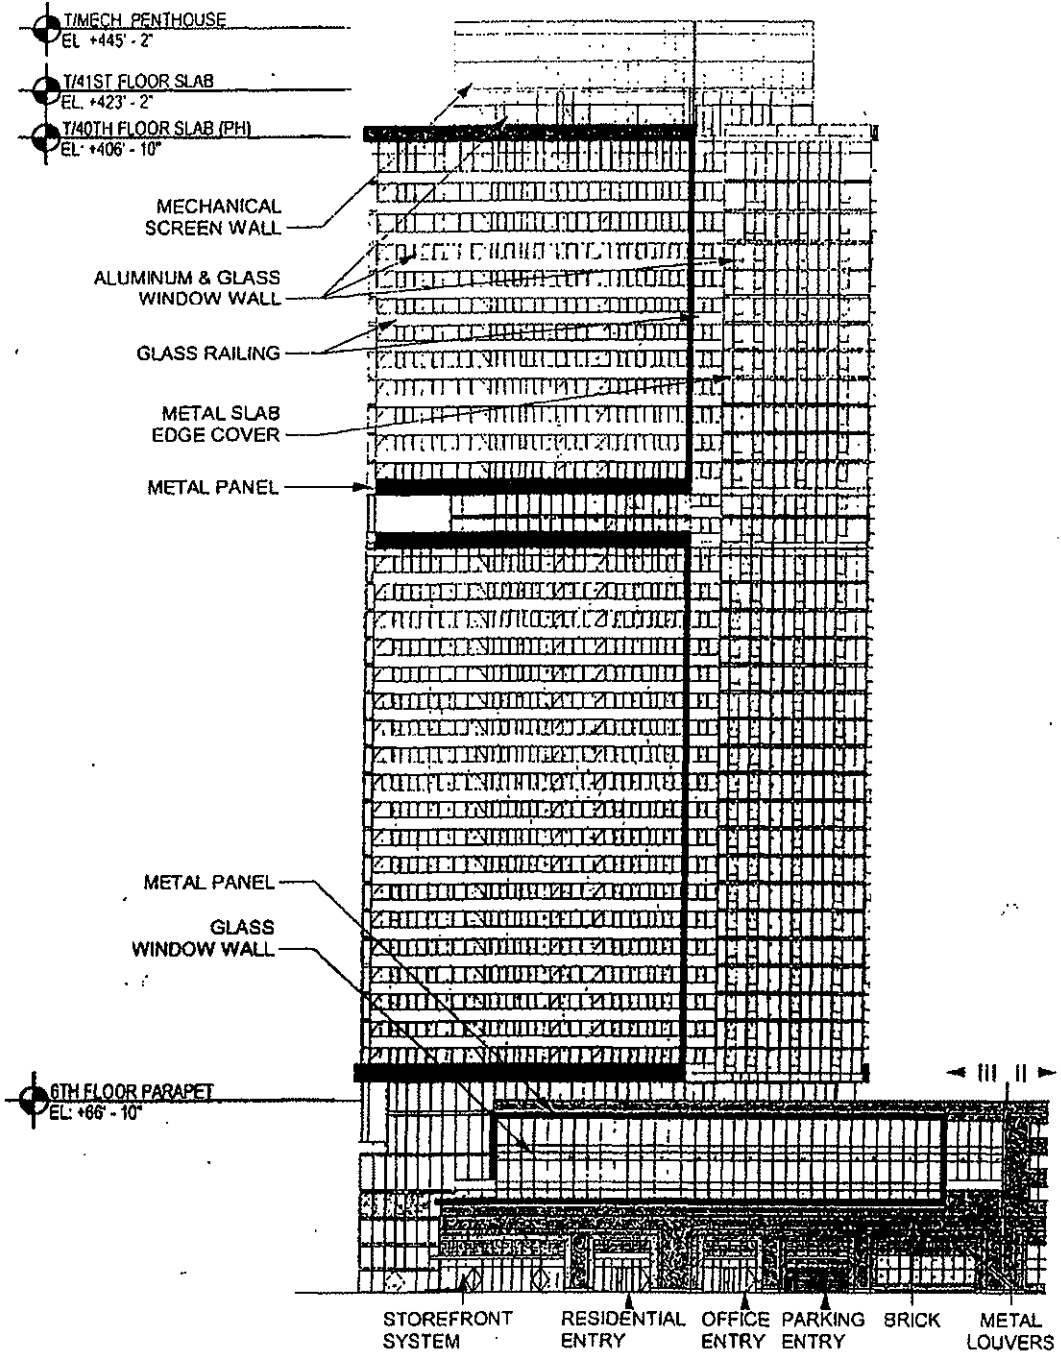 T/MECH PENTHOUSE
EL +445' - 2"
T/41ST FLOOR SLAB
EL. +423' - 2"
T/40TH FLOOR SLAB (PH)
EL: +406' - 10"
MECHANICAL
SCREEN WALL
ALUMINUM & GLASS
WINDOW WALL
GLASS RAILING
METAL SLAB
EDGE COVER
METAL PANEL
METAL PANEL
GLASS
WINDOW WALL
6TH FLOOR PARAPET
EL: +66' - 10"
III II
STOREFRONT
SYSTEM
RESIDENTIAL
ENTRY
OFFICE
ENTRY
PARKING
ENTRY
BRICK
METAL
LOUVERS